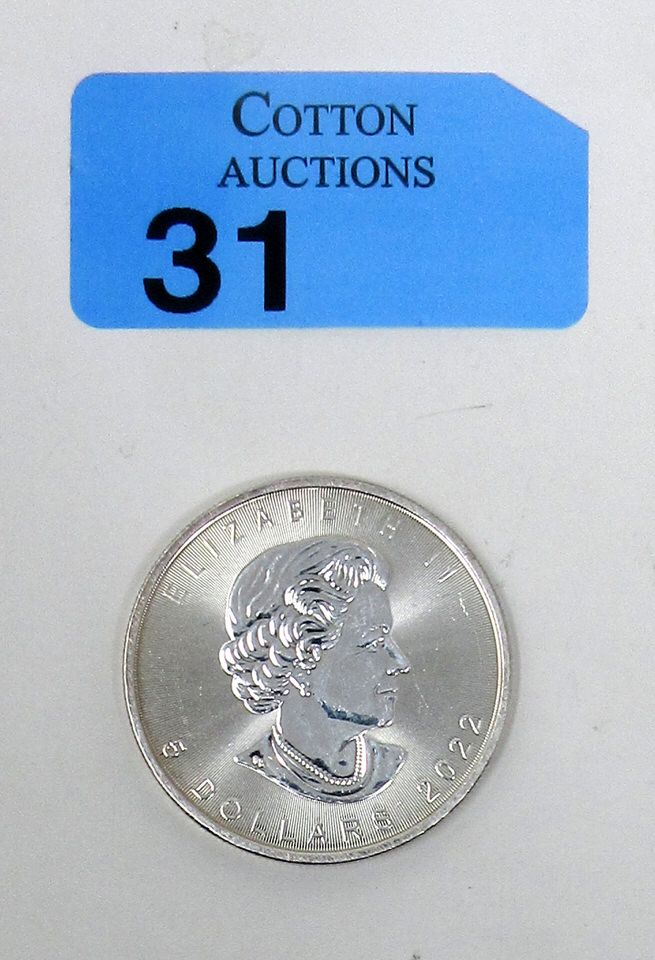 COTTON
AUCTIONS
31
ELIZABETH II
5 DOLLARS 2022